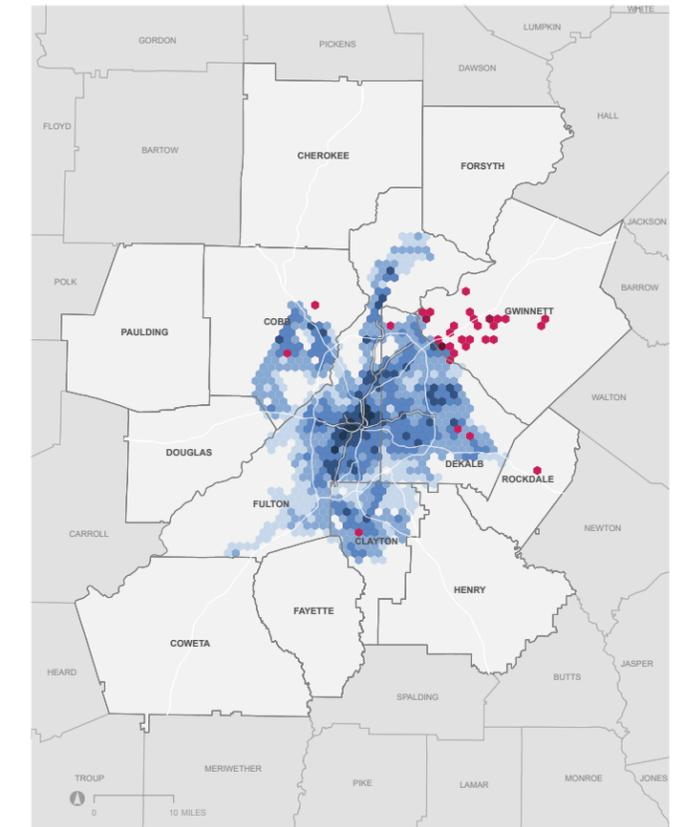 WHITE
LUMPKIN
GORDON
PICKENS
DAWSON
HALL
FLOYD
BARTOW
CHEROKEE
FORSYTH
JACKSON
POLK
BARROW
GWINNETT
COBB
PAULDING
WALTON
DOUGLAS
DEKALB
ROCKDALE
FULTON
CARROLL
NEWTON
CLAYTON
HENRY
FAYETTE
COWETA
JASPER
HEARD
BUTTS
SPALDING
MERIWETHER
TROUP
PIKE
LAMAR
MONROE
JONES
0 10 MILES